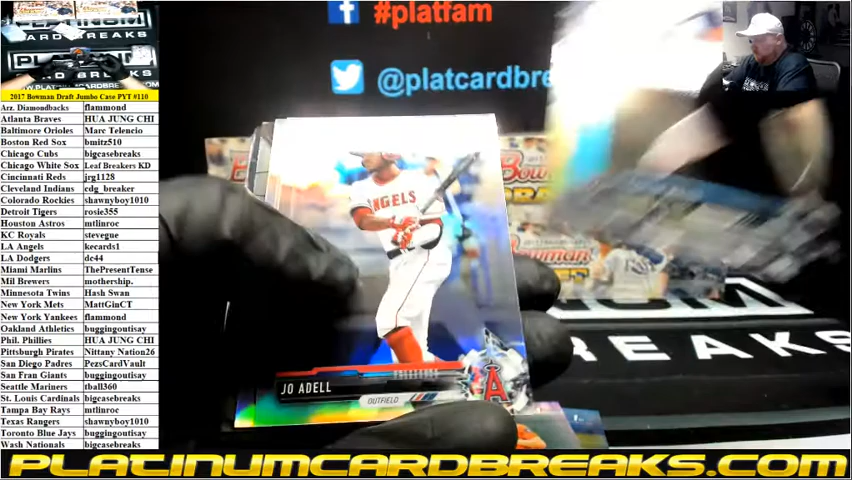 #platfam
@platcardbre
2017 Bowman Draft Jumbo Case PYT #110
Arz. Diamondbacks flammond
Atlanta Braves HUA JUNG CHI
Baltimore Orioles Marc Telencio
Boston Red Sox bmitz510
Chicago Cubs bigcasebreaks
Chicago White Sox Leaf Breakers KD
Cincinnati Reds jrg1128
Cleveland Indians cdg_breaker
Colorado Rockies shawnyboy1010
Detroit Tigers rosie355
Houston Astros mtlinroc
KC Royals stevegue
LA Angels kecards1
LA Dodgers dc44
Miami Marlins ThePresentTense
Mil Brewers mothership.
Minnesota Twins Hash Swan
New York Mets MattGinCT
New York Yankees flammond
Oakland Athletics buggingoutisay
Phil. Phillies HUA JUNG CHI
Pittsburgh Pirates Nittany Nation26
San Diego Padres PezsCardVault
San Fran Giants buggingoutisay
Seattle Mariners tball360
St. Louis Cardinals bigcasebreaks
Tampa Bay Rays mtlinroc
Texas Rangers shawnyboy1010
Toronto Blue Jays buggingoutisay
Wash Nationals bigcasebreaks
ANGELS
JO ADELL
OUTFIELD
A
Bowman
BREAKS
CARD BREAKS
PLATINUMCARDBREAKS.COM